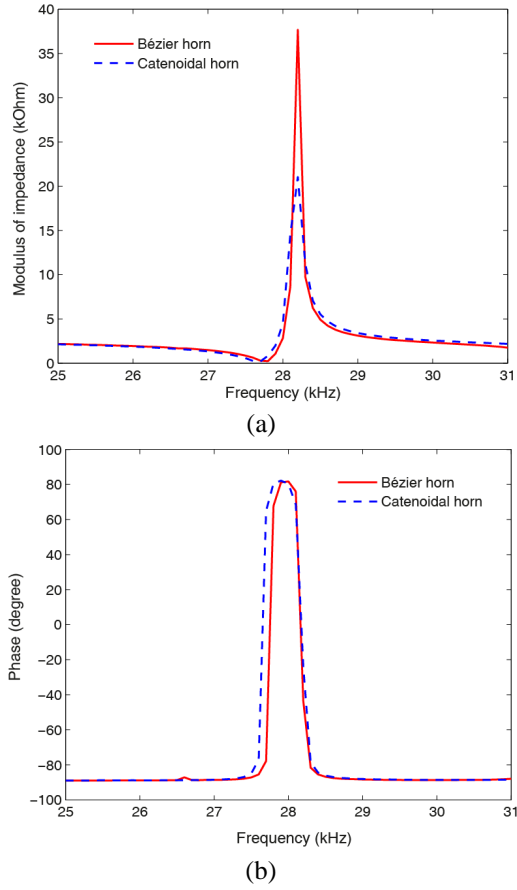 40
35
30
25
20
15
10
5
0
Modulus of impedance (kOhm)
Bézier horn
Catenoidal horn
25 26 27 28 29 30 31
Frequency (kHz)
(a)
100
80
60
40
20
0
−20
−40
−60
−80
−100
Phase (degree)
Bézier horn
Catenoidal horn
25 26 27 28 29 30 31
Frequency (kHz)
(b)